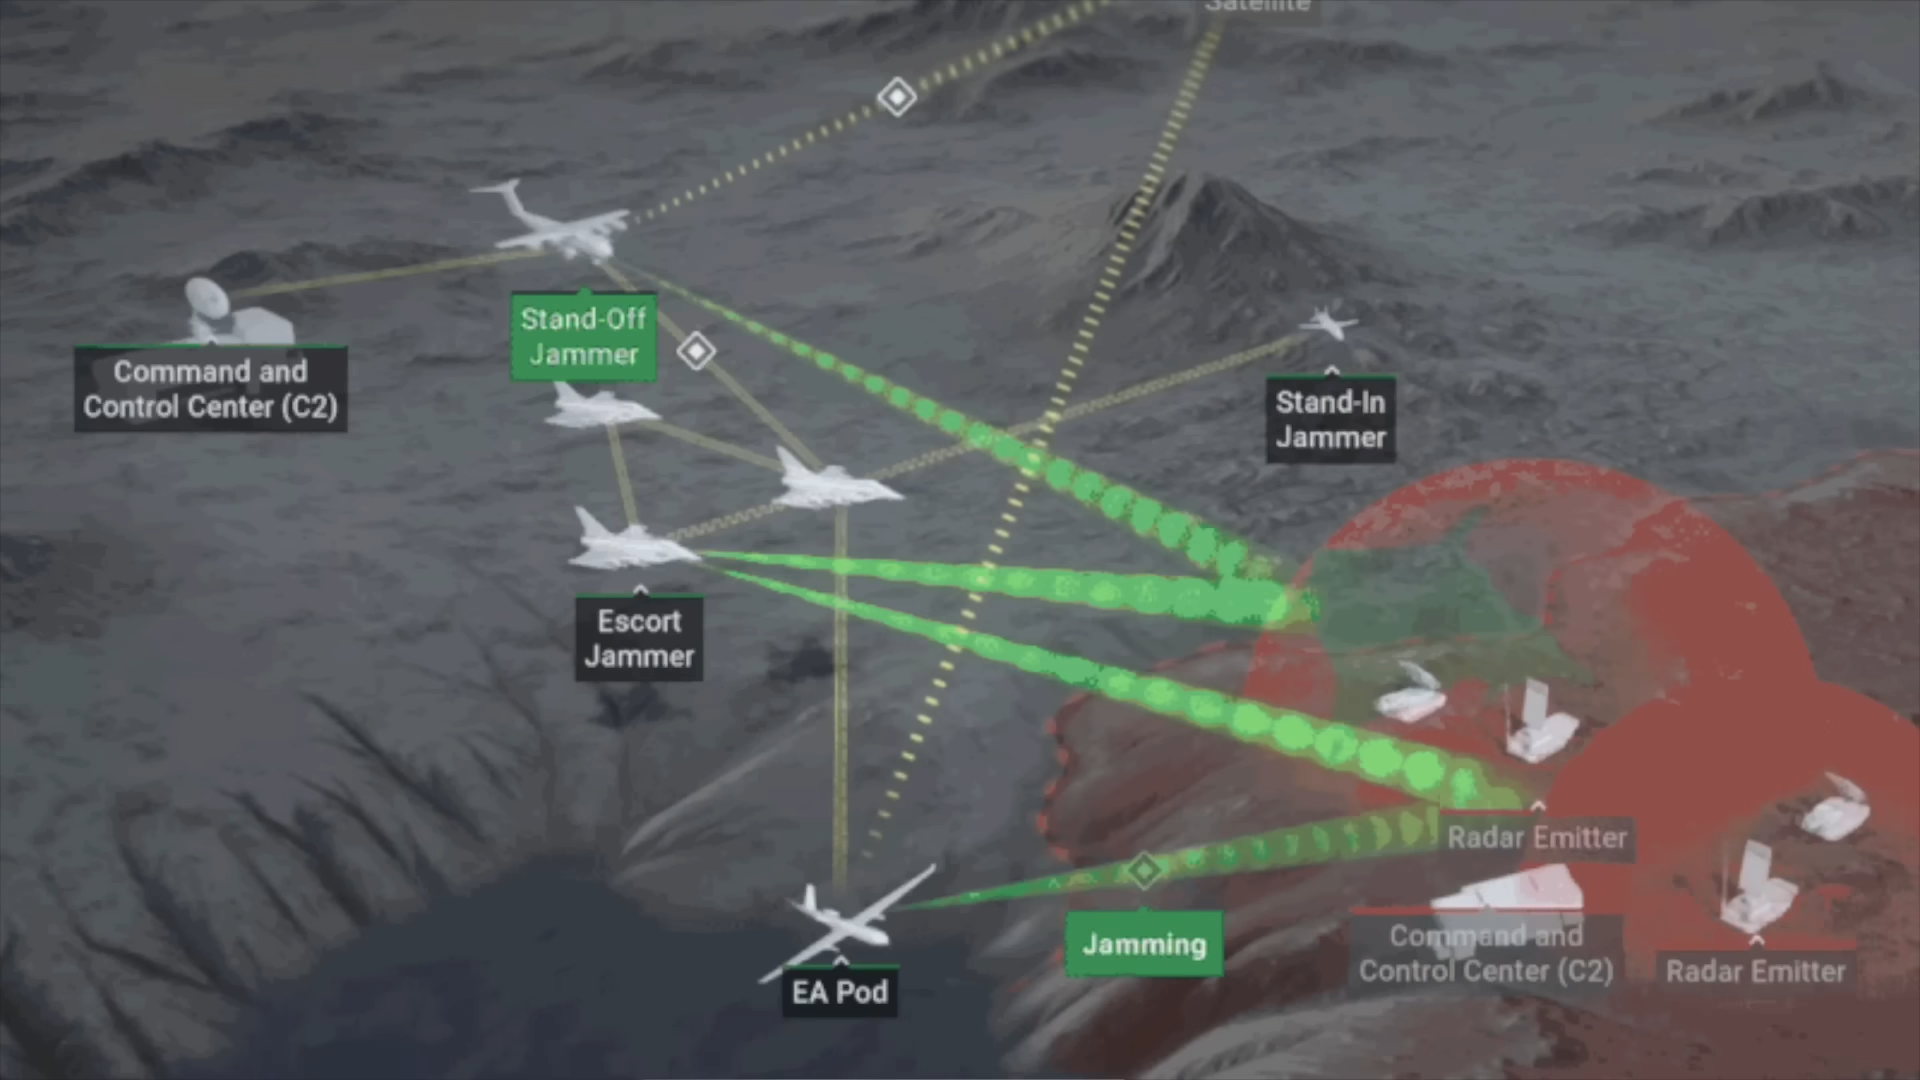 Satellite
Stand-Off
Jammer
Command and
Control Center (C2)
Stand-In
Jammer
Escort
Jammer
Radar Emitter
Jamming
Command and
Control Center (C2)
Radar Emitter
EA Pod